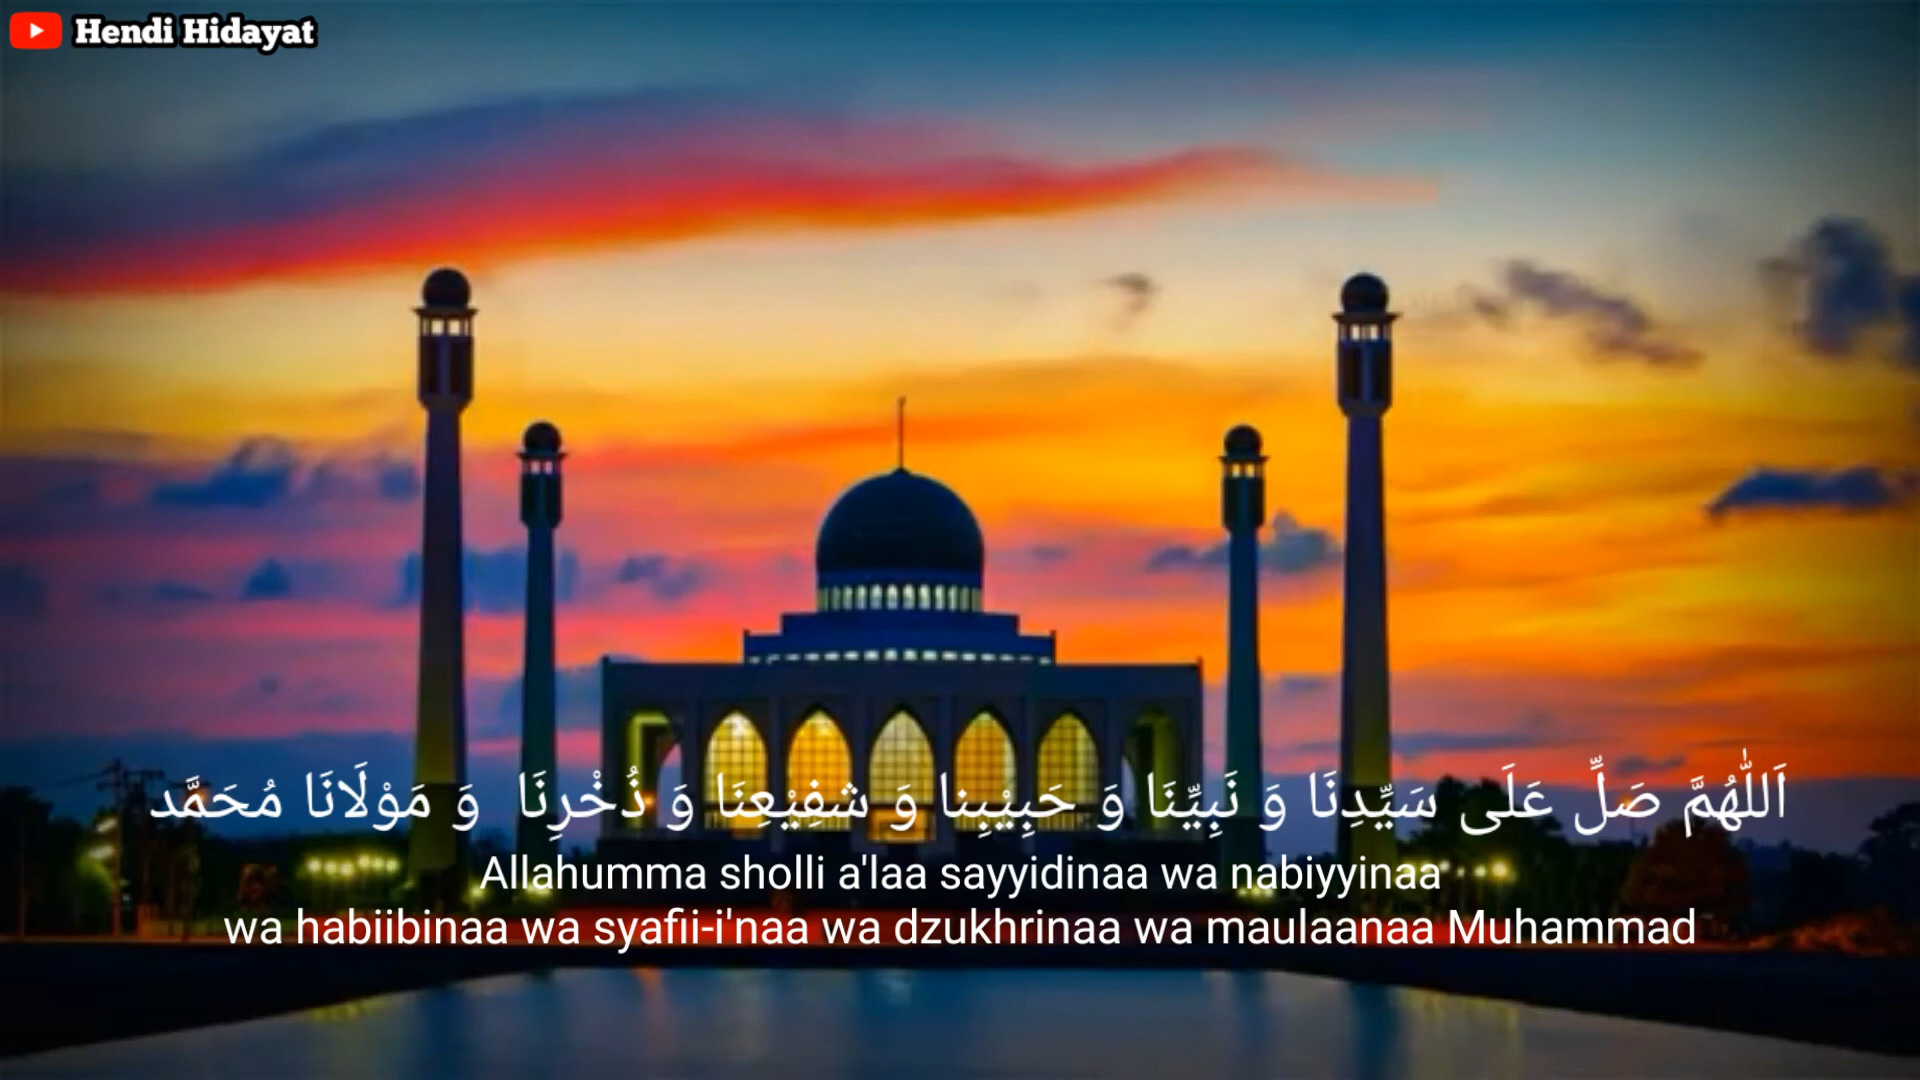 Hendi Hidayat
اَللّٰهُمَّ صَلِّ عَلَى سَيِّدِنَا وَ نَبِيِّنَا وَ حَبِيْبِنا وَ شفِيْعِنَا وَ ذُخْرِنَا وَ مَوْلَانَا مُحَمَّد
Allahumma sholli a'laa sayyidinaa wa nabiyyinaa
wa habiibinaa wa syafii-i'naa wa dzukhrinaa wa maulaanaa Muhammad